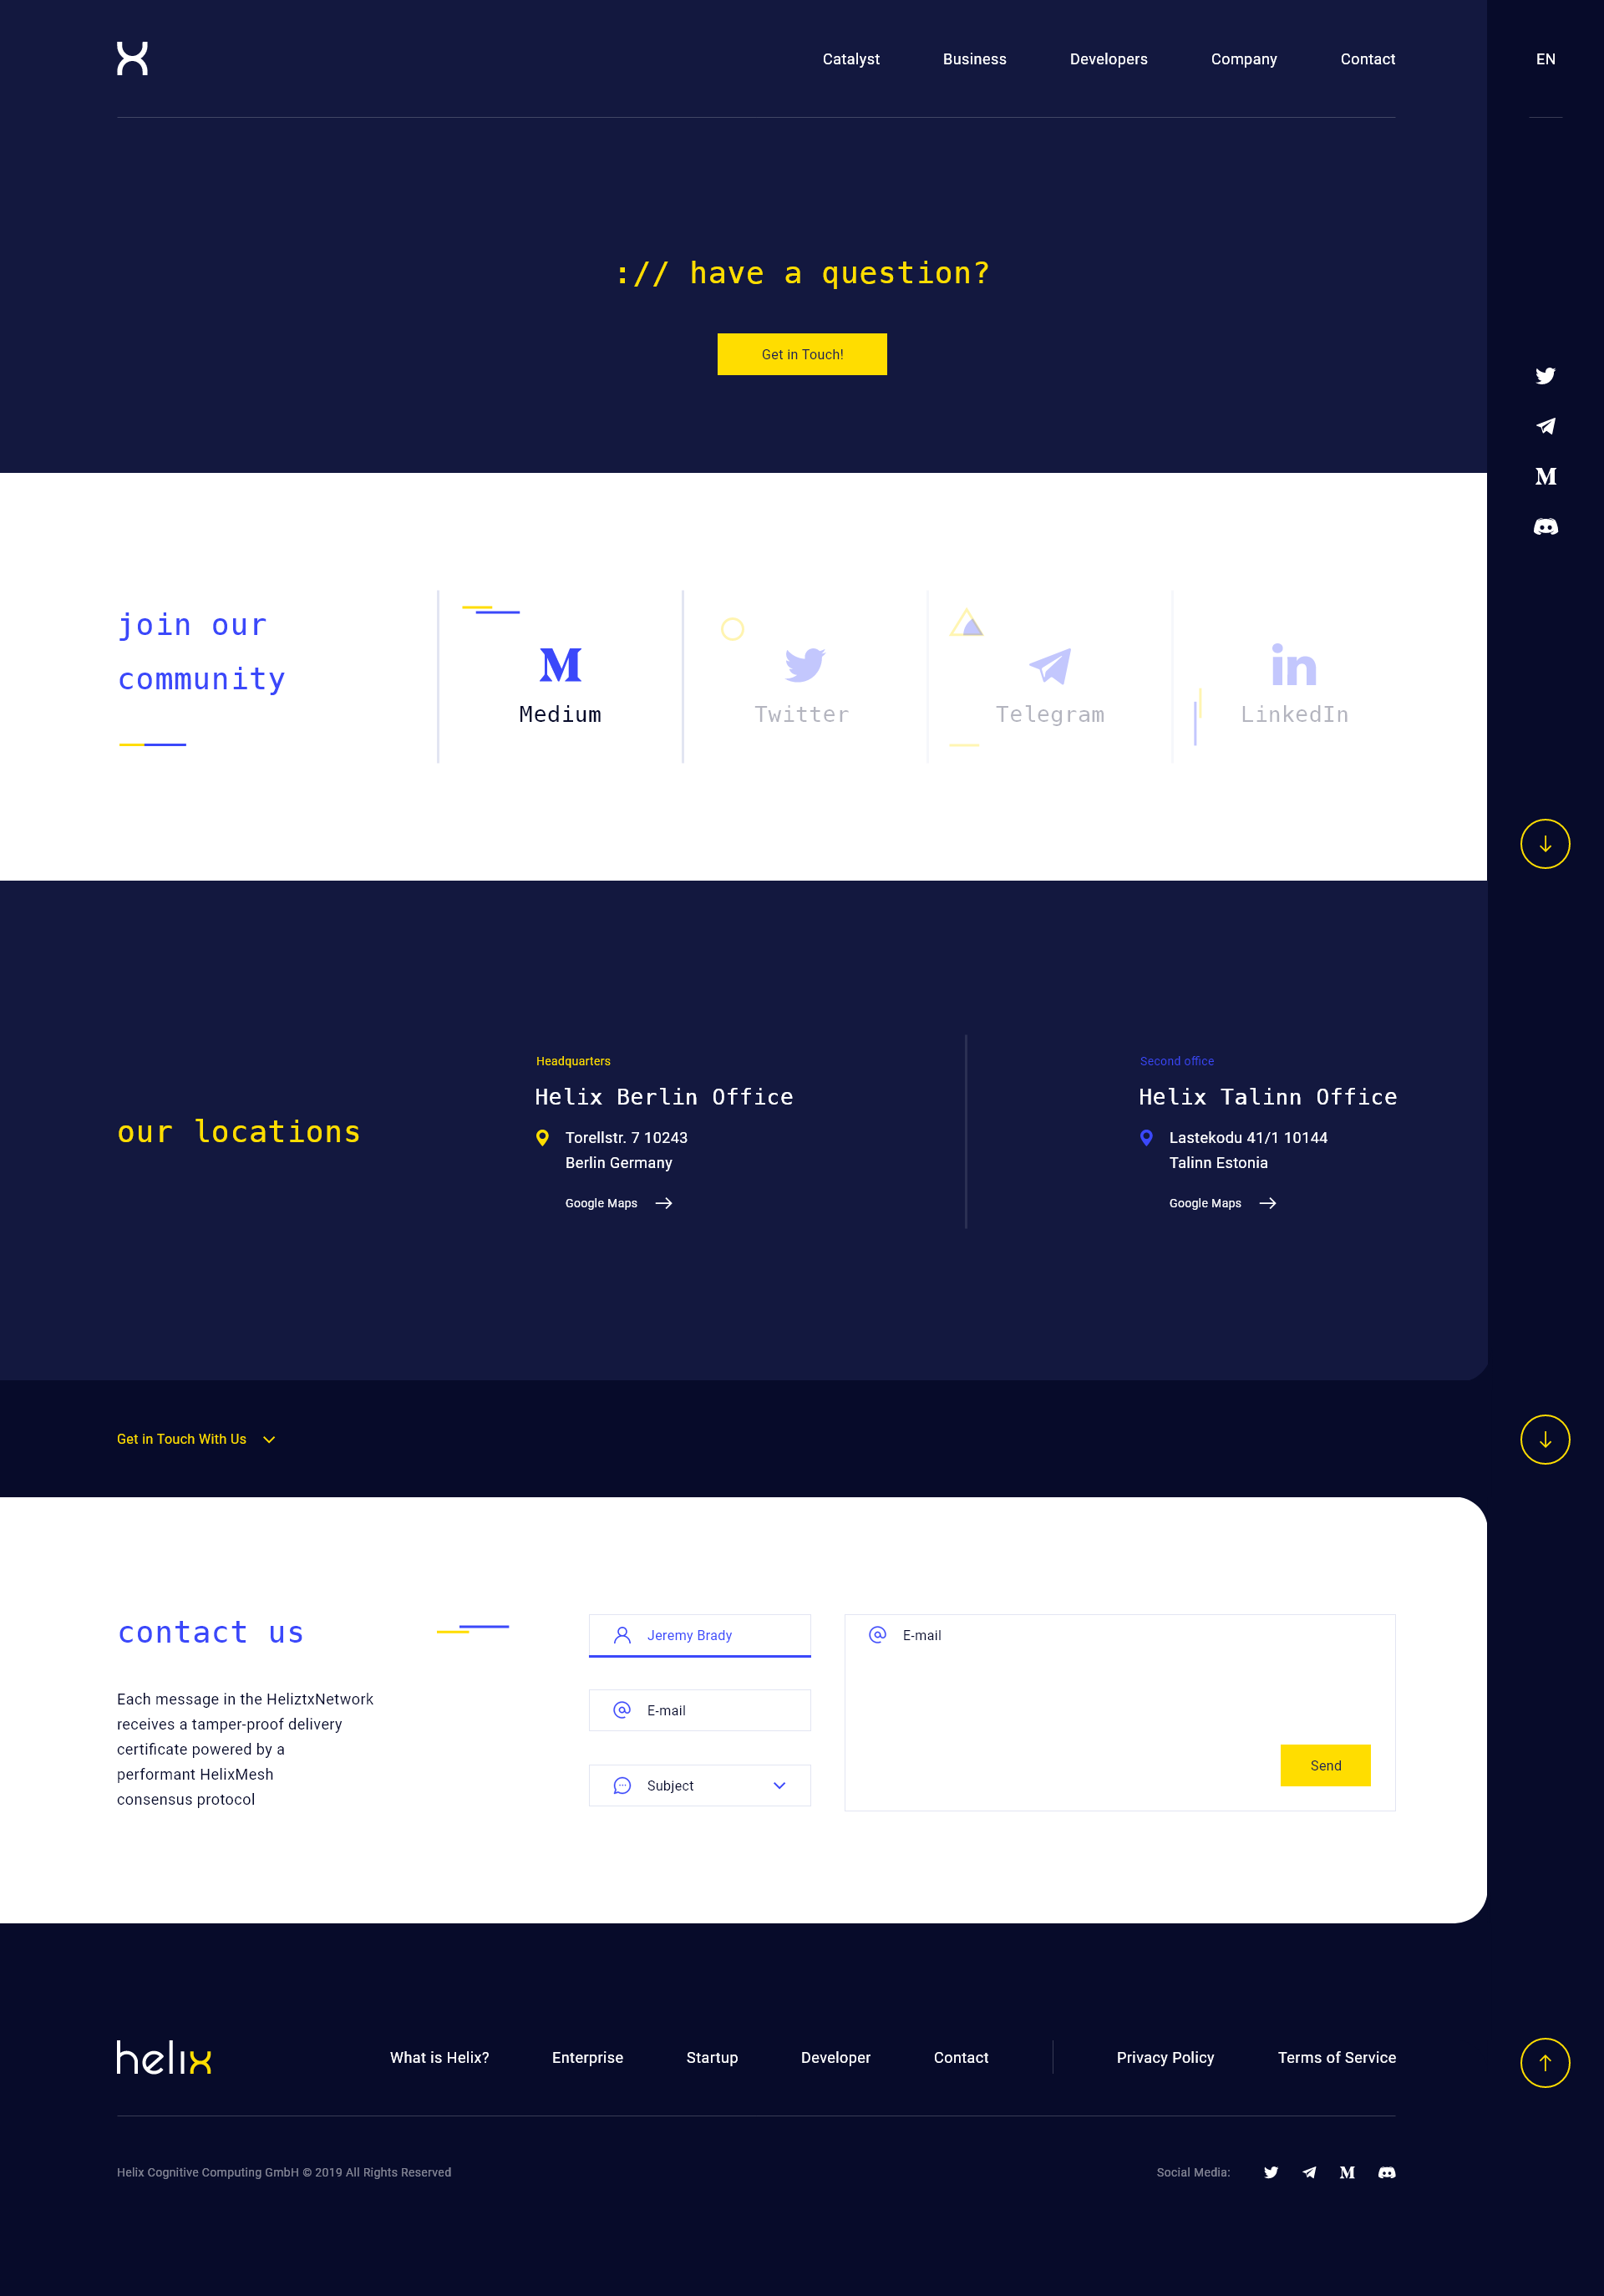 Catalyst Business Developers Company Contact EN
:// have a question?
Get in Touch!
join our
community
Medium
Twitter
Telegram
LinkedIn
our locations
Headquarters
Helix Berlin Office
Torellstr. 7 10243
Berlin Germany
Google Maps
Second office
Helix Talinn Office
Lastekodu 41/1 10144
Talinn Estonia
Google Maps
Get in Touch With Us
contact us
Each message in the HeliztxNetwork
receives a tamper-proof delivery
certificate powered by a
performant HelixMesh
consensus protocol
Jeremy Brady
E-mail
Subject
E-mail
Send
helix
What is Helix? Enterprise Startup Developer Contact Privacy Policy Terms of Service
Helix Cognitive Computing GmbH © 2019 All Rights Reserved
Social Media: